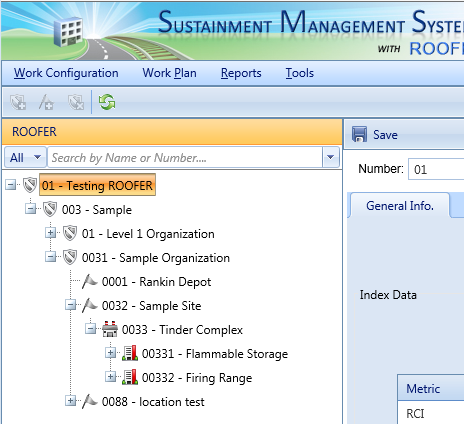 SUSTAINMENT MANAGEMENT SYSTE
WITH ROOF
Work Configuration Work Plan Reports Tools
ROOFER
Save
All Search by Name or Number....
Number: 01
01 - Testing ROOFER
003 - Sample
General Info.
01 - Level 1 Organization
0031 - Sample Organization
0001 - Rankin Depot
Index Data
0032 - Sample Site
0033 - Tinder Complex
00331 - Flammable Storage
00332 - Firing Range
Metric
0088 - location test
RCI